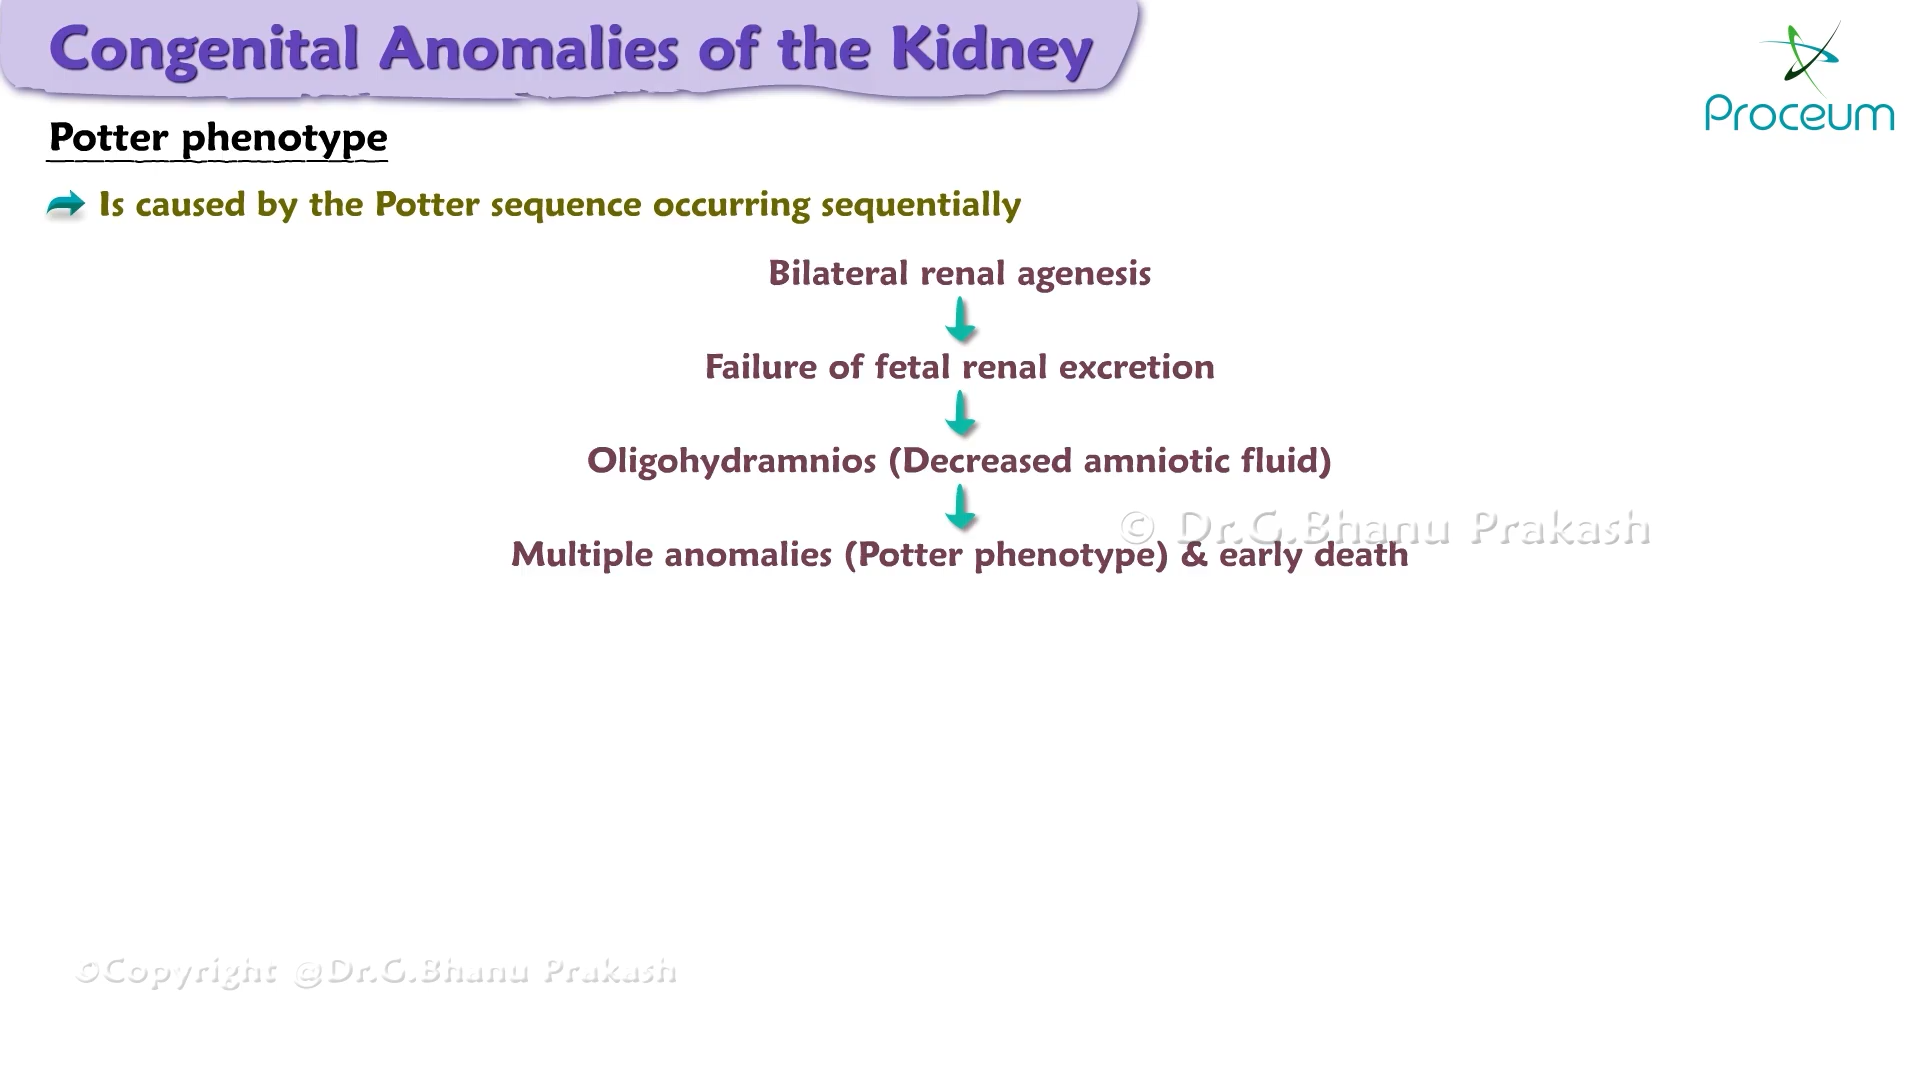 Congenital Anomalies of the Kidney
Proceum
Potter phenotype
Is caused by the Potter sequence occurring sequentially
Bilateral renal agenesis
Failure of fetal renal excretion
Oligohydramnios (Decreased amniotic fluid)
© Dr.G.Bhanu Prakash
Multiple anomalies (Potter phenotype) & early death
©Copyright @Dr.G.Bhanu Prakash